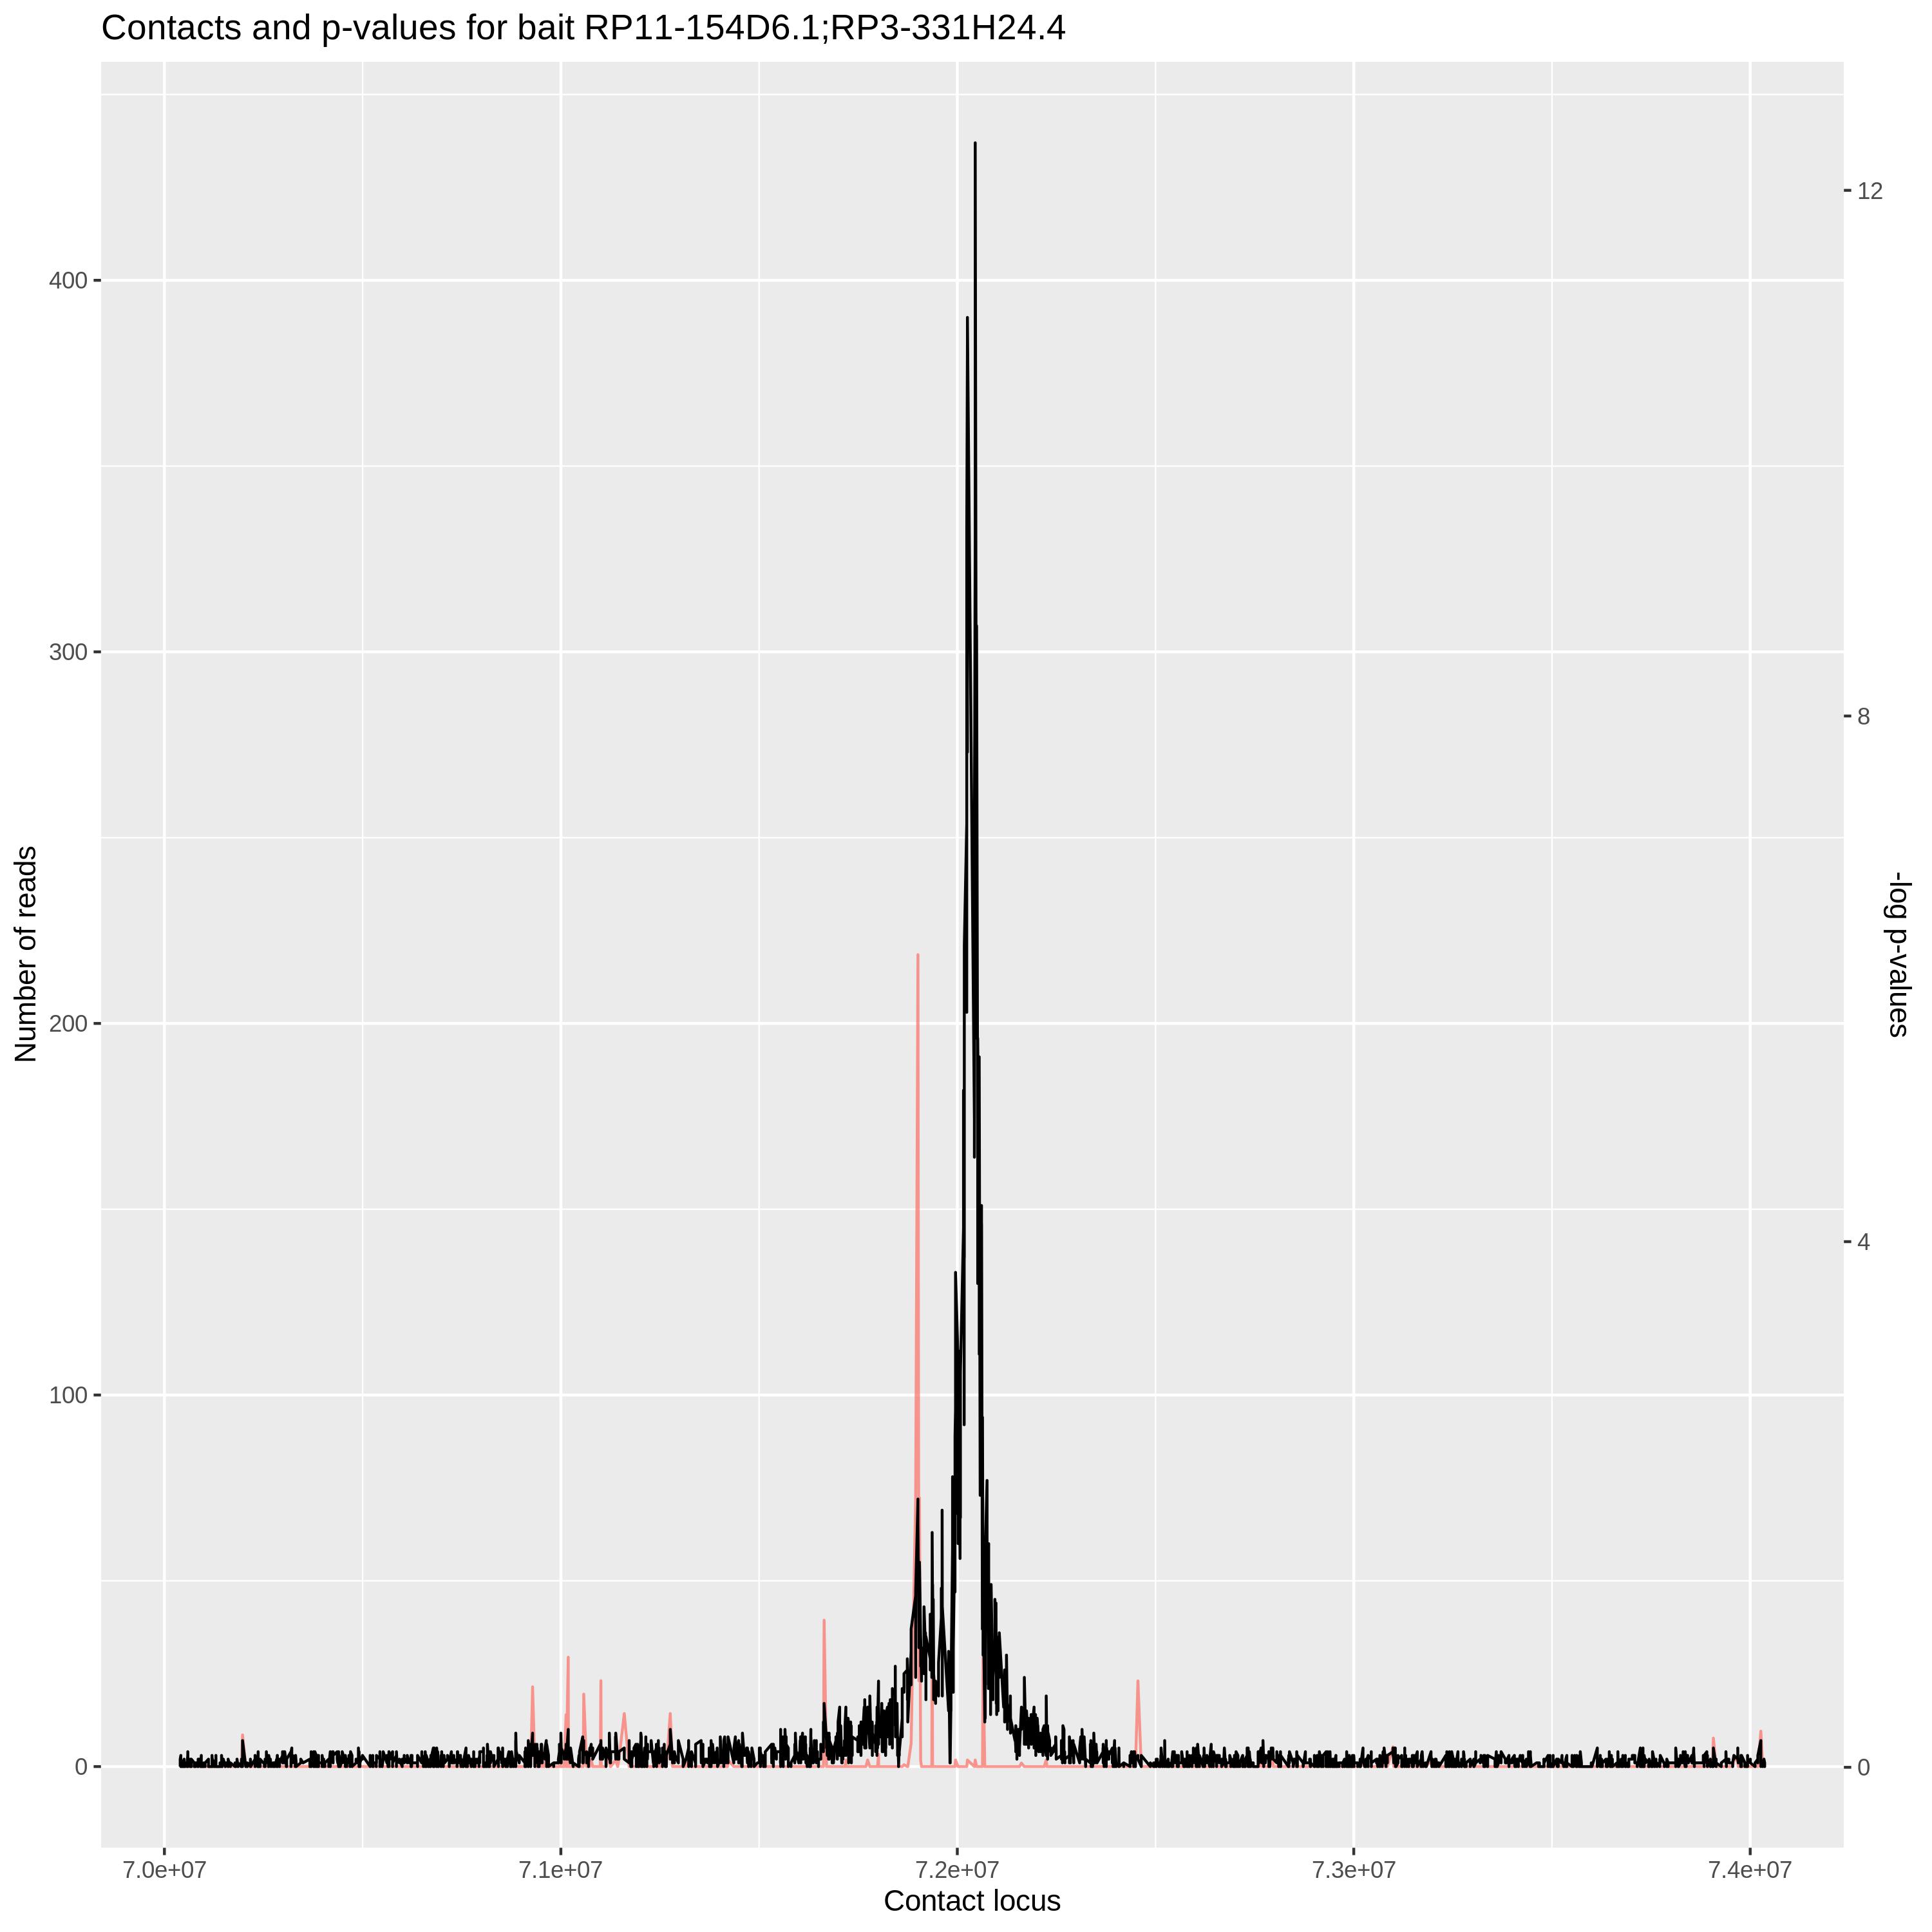 Contacts and p-values for bait RP11-154D6.1;RP3-331H24.4
400
300
200
100
0
Number of reads
12
8
4
0
-log p-values
7.0e+07 7.1e+07 7.2e+07 7.3e+07 7.4e+07
Contact locus